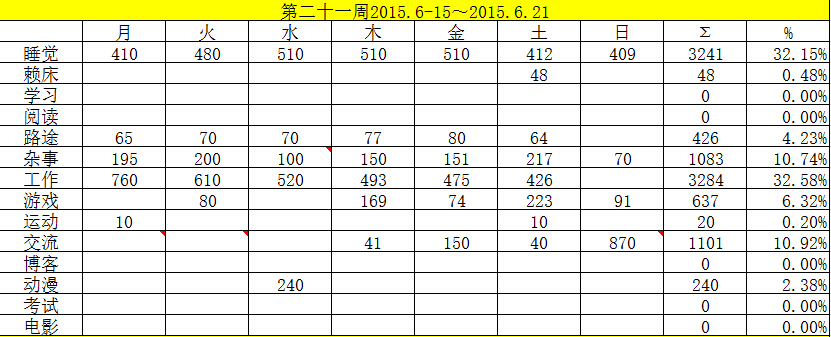 第二十一周2015.6-15～2015.6.21
月 火 水 木 金 土 日 Σ %
睡觉 410 480 510 510 510 412 409 3241 32.15%
赖床 48 48 0.48%
学习 0 0.00%
阅读 0 0.00%
路途 65 70 70 77 80 64 426 4.23%
杂事 195 200 100 150 151 217 70 1083 10.74%
工作 760 610 520 493 475 426 3284 32.58%
游戏 80 169 74 223 91 637 6.32%
运动 10 10 20 0.20%
交流 41 150 40 870 1101 10.92%
博客 0 0.00%
动漫 240 240 2.38%
考试 0 0.00%
电影 0 0.00%